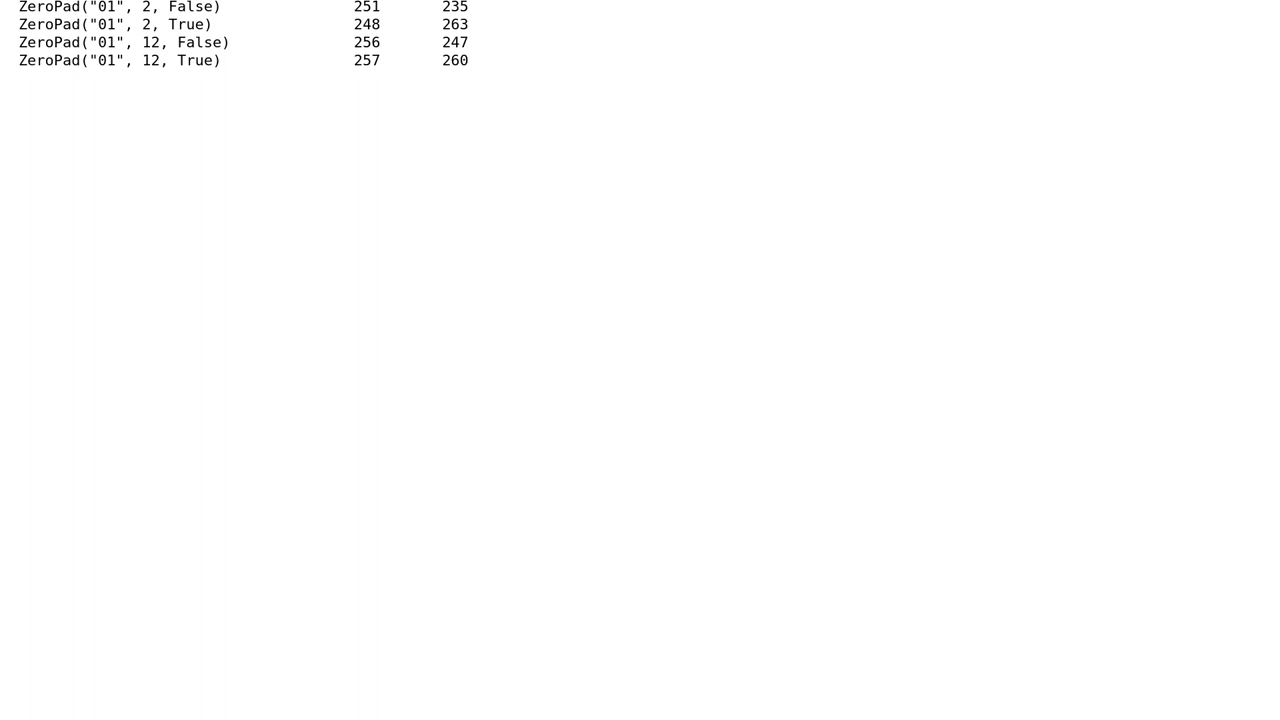 ZeroPad("01", 2, False) 251 235
ZeroPad("01", 2, True) 248 263
ZeroPad("01", 12, False) 256 247
ZeroPad("01", 12, True) 257 260